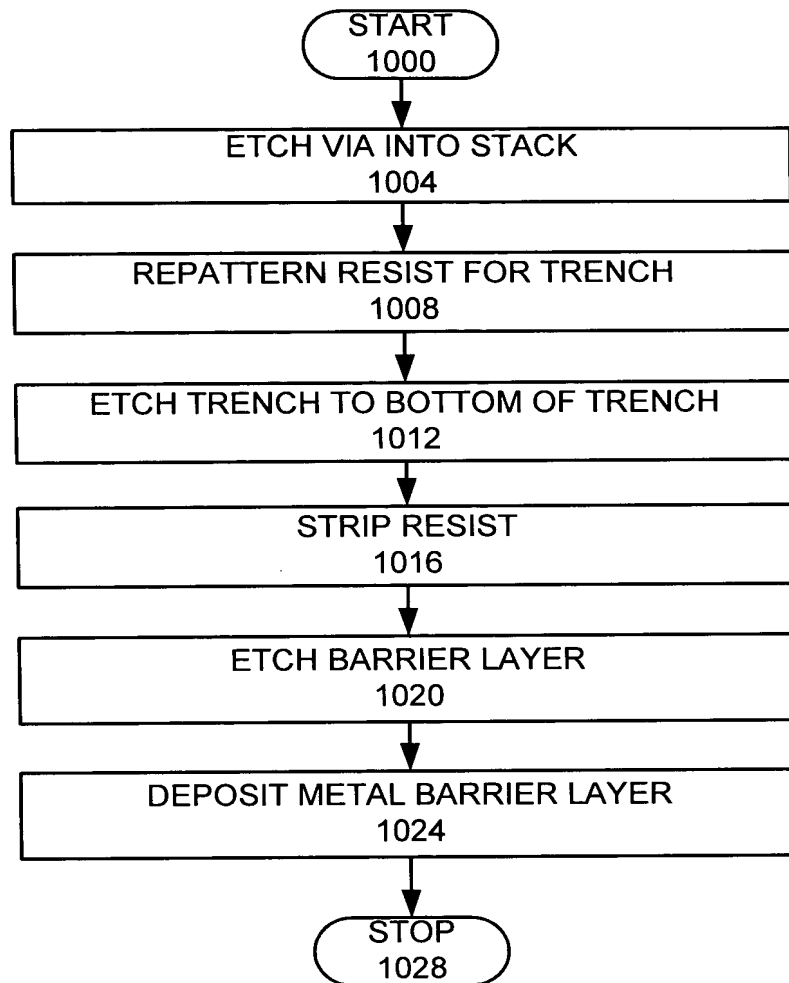 START
1000
ETCH VIA INTO STACK
1004
REPATTERN RESIST FOR TRENCH
1008
ETCH TRENCH TO BOTTOM OF TRENCH
1012
STRIP RESIST
1016
ETCH BARRIER LAYER
1020
DEPOSIT METAL BARRIER LAYER
1024
STOP
1028